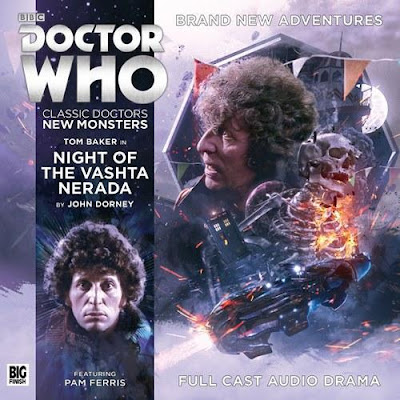 BBC
DOCTOR
WHO
CLASSIC DOGTORS
NEW MONSTERS
TOM BAKER IN
NIGHT OF
THE VASHTA
NERADA
BY JOHN DORNEY
FEATURING
PAM FERRIS
BIG
FINISH
BRAND NEW ADVENTURES
FULL CAST AUDIO DRAMA